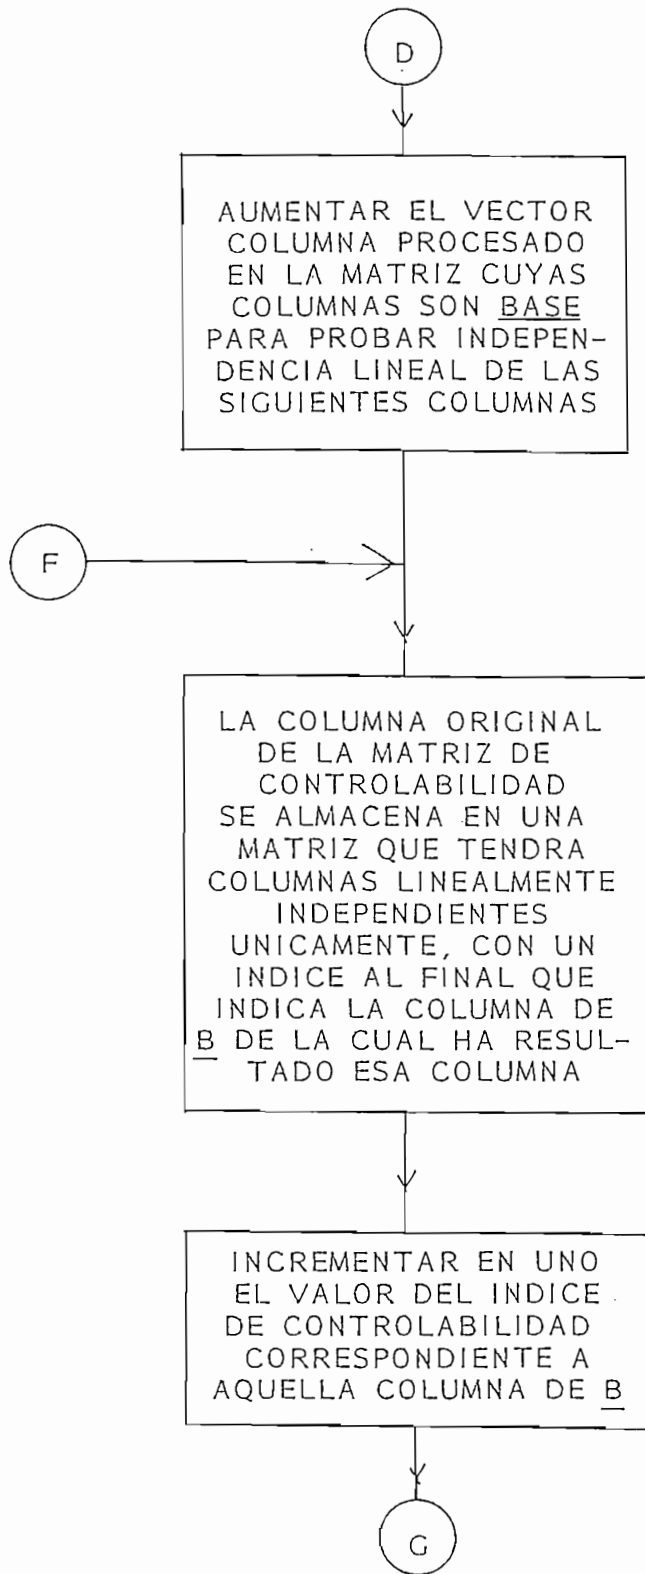 D
AUMENTAR EL VECTOR
COLUMNA PROCESADO
EN LA MATRIZ CUYAS
COLUMNAS SON BASE
PARA PROBAR INDEPEN-
DENCIA LINEAL DE LAS
SIGUIENTES COLUMNAS
F
LA COLUMNA ORIGINAL
DE LA MATRIZ DE
CONTROLABILIDAD
SE ALMACENA EN UNA
MATRIZ QUE TENDRA
COLUMNAS LINEALMENTE
INDEPENDIENTES
UNICAMENTE, CON UN
INDICE AL FINAL QUE
INDICA LA COLUMNA DE
B DE LA CUAL HA RESUL-
TADO ESA COLUMNA
INCREMENTAR EN UNO
EL VALOR DEL INDICE
DE CONTROLABILIDAD
CORRESPONDIENTE A
AQUELLA COLUMNA DE B
G